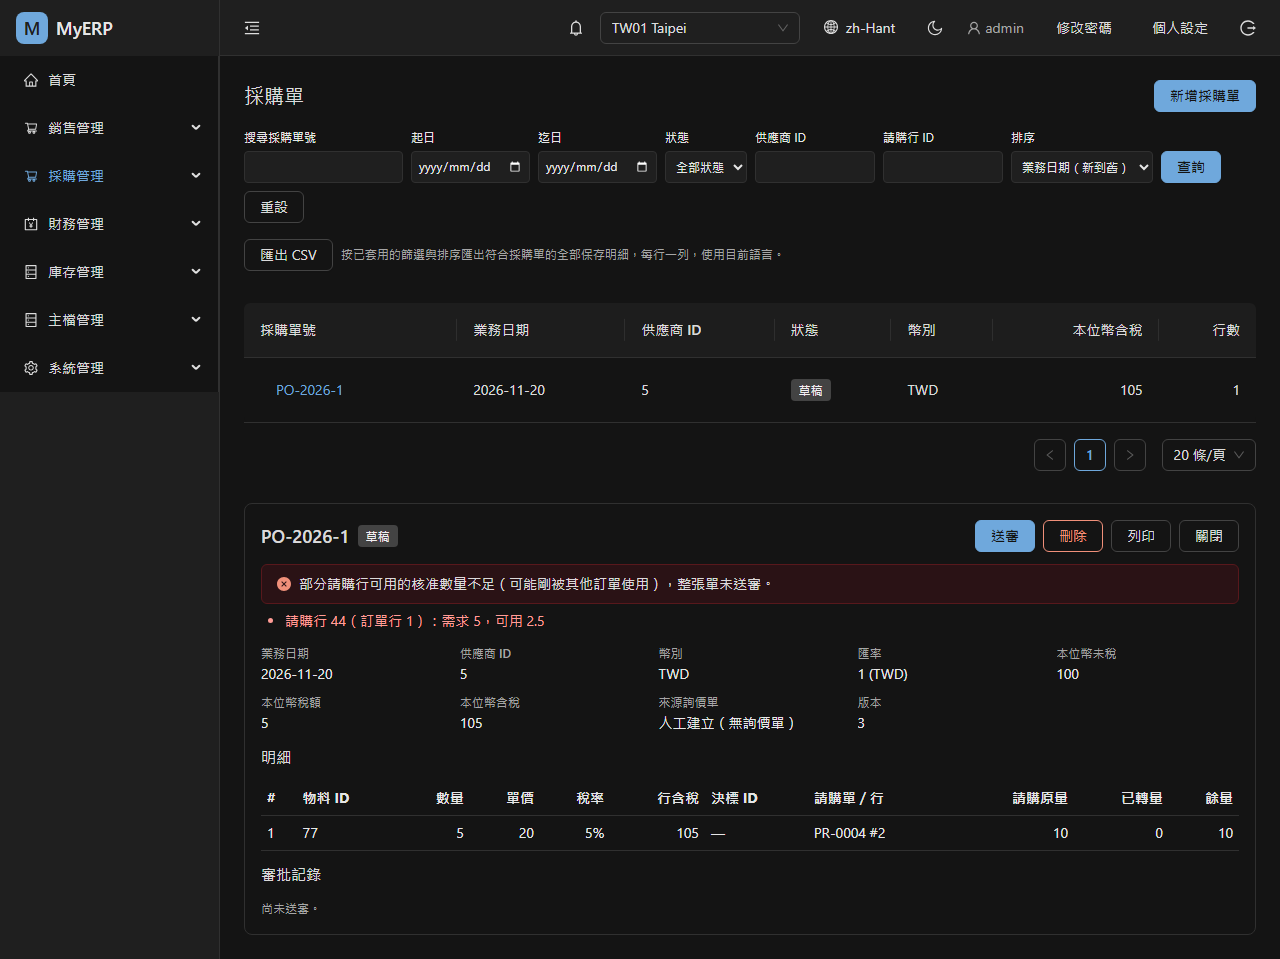 M MyERP
TW01 Taipei
zh-Hant
admin
修改密碼
個人設定
首頁
銷售管理
採購管理
財務管理
庫存管理
主檔管理
系統管理
採購單
新增採購單
搜尋採購單號 起日 迄日 狀態 供應商 ID 請購行 ID 排序
yyyy/mm/dd yyyy/mm/dd 全部狀態 業務日期（新到舊） 查詢
重設
匯出 CSV 按已套用的篩選與排序匯出符合採購單的全部保存明細，每行一列，使用目前語言。
採購單號 業務日期 供應商 ID 狀態 幣別 本位幣含稅 行數
PO-2026-1 2026-11-20 5 草稿 TWD 105 1
< 1 > 20 條/頁
PO-2026-1 草稿 送審 刪除 列印 關閉
部分請購行可用的核准數量不足（可能剛被其他訂單使用），整張單未送審。
• 請購行 44（訂單行 1）：需求 5，可用 2.5
業務日期 供應商 ID 幣別 匯率 本位幣未稅
2026-11-20 5 TWD 1 (TWD) 100
本位幣稅額 本位幣含稅 來源詢價單 版本
5 105 人工建立（無詢價單） 3
明細
# 物料 ID 數量 單價 稅率 行含稅 決標 ID 請購單 / 行 請購原量 已轉量 餘量
1 77 5 20 5% 105 — PR-0004 #2 10 0 10
審批記錄
尚未送審。